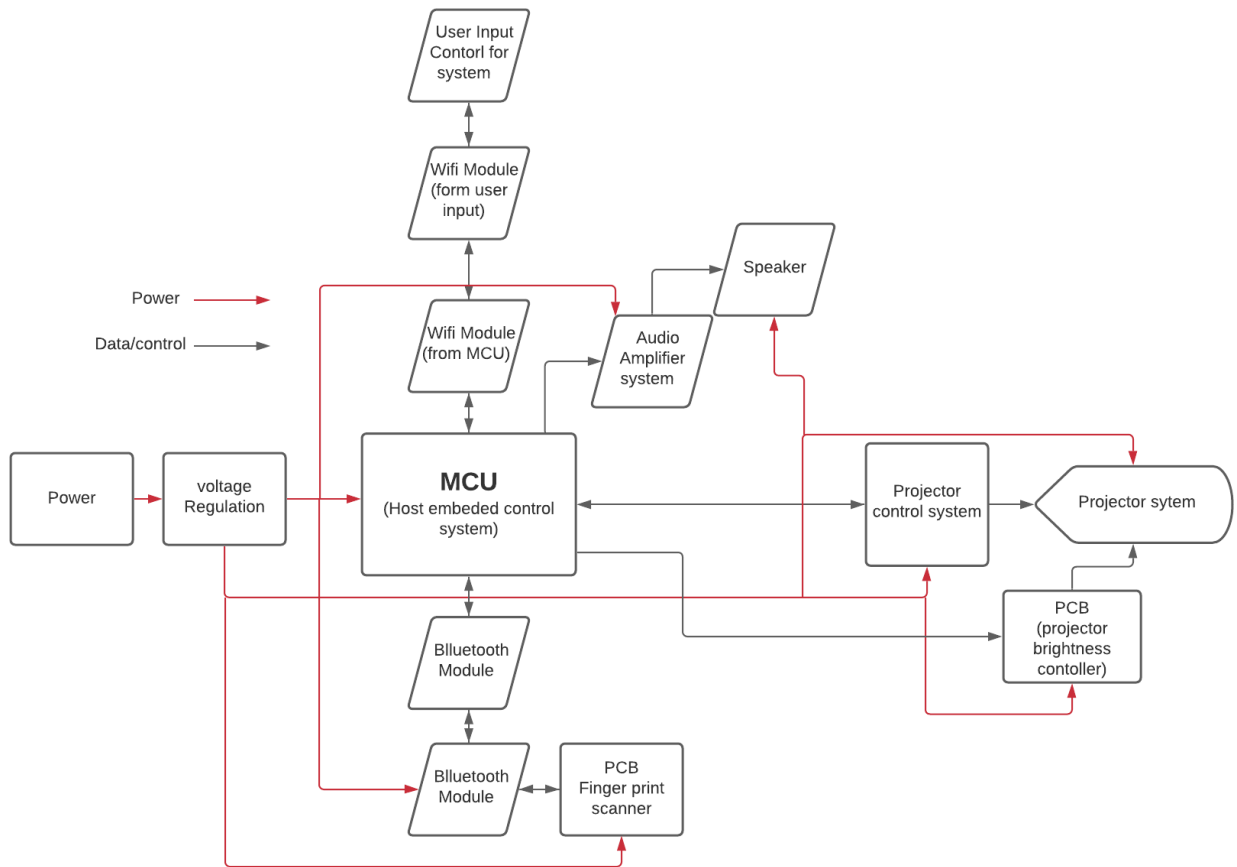 User Input
Contorl for
system
Wifi Module
(form user
input)
Speaker
Power
Data/control
Wifi Module
(from MCU)
Audio
Amplifier
system
Power
voltage
Regulation
MCU
(Host embeded control
system)
Projector
control system
Projector sytem
PCB
(projector
brightness
contoller)
Blluetooth
Module
Blluetooth
Module
PCB
Finger print
scanner